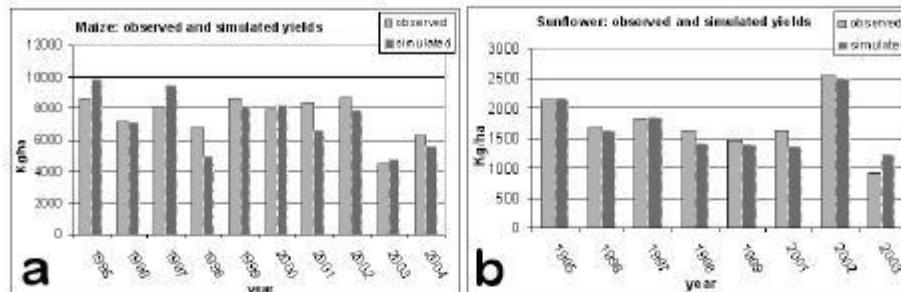 Maize: observed and simulated yields
observed
simulated
12000
10000
8000
6000
4000
2000
0
Kg/ha
1995
1996
1997
1998
1999
2000
2001
2002
2003
2004
year
a
Sunflower: observed and simulated yields
observed
simulated
3000
2500
2000
1500
1000
500
0
Kg/ha
1995
1996
1997
1998
1999
2001
2002
2003
year
b